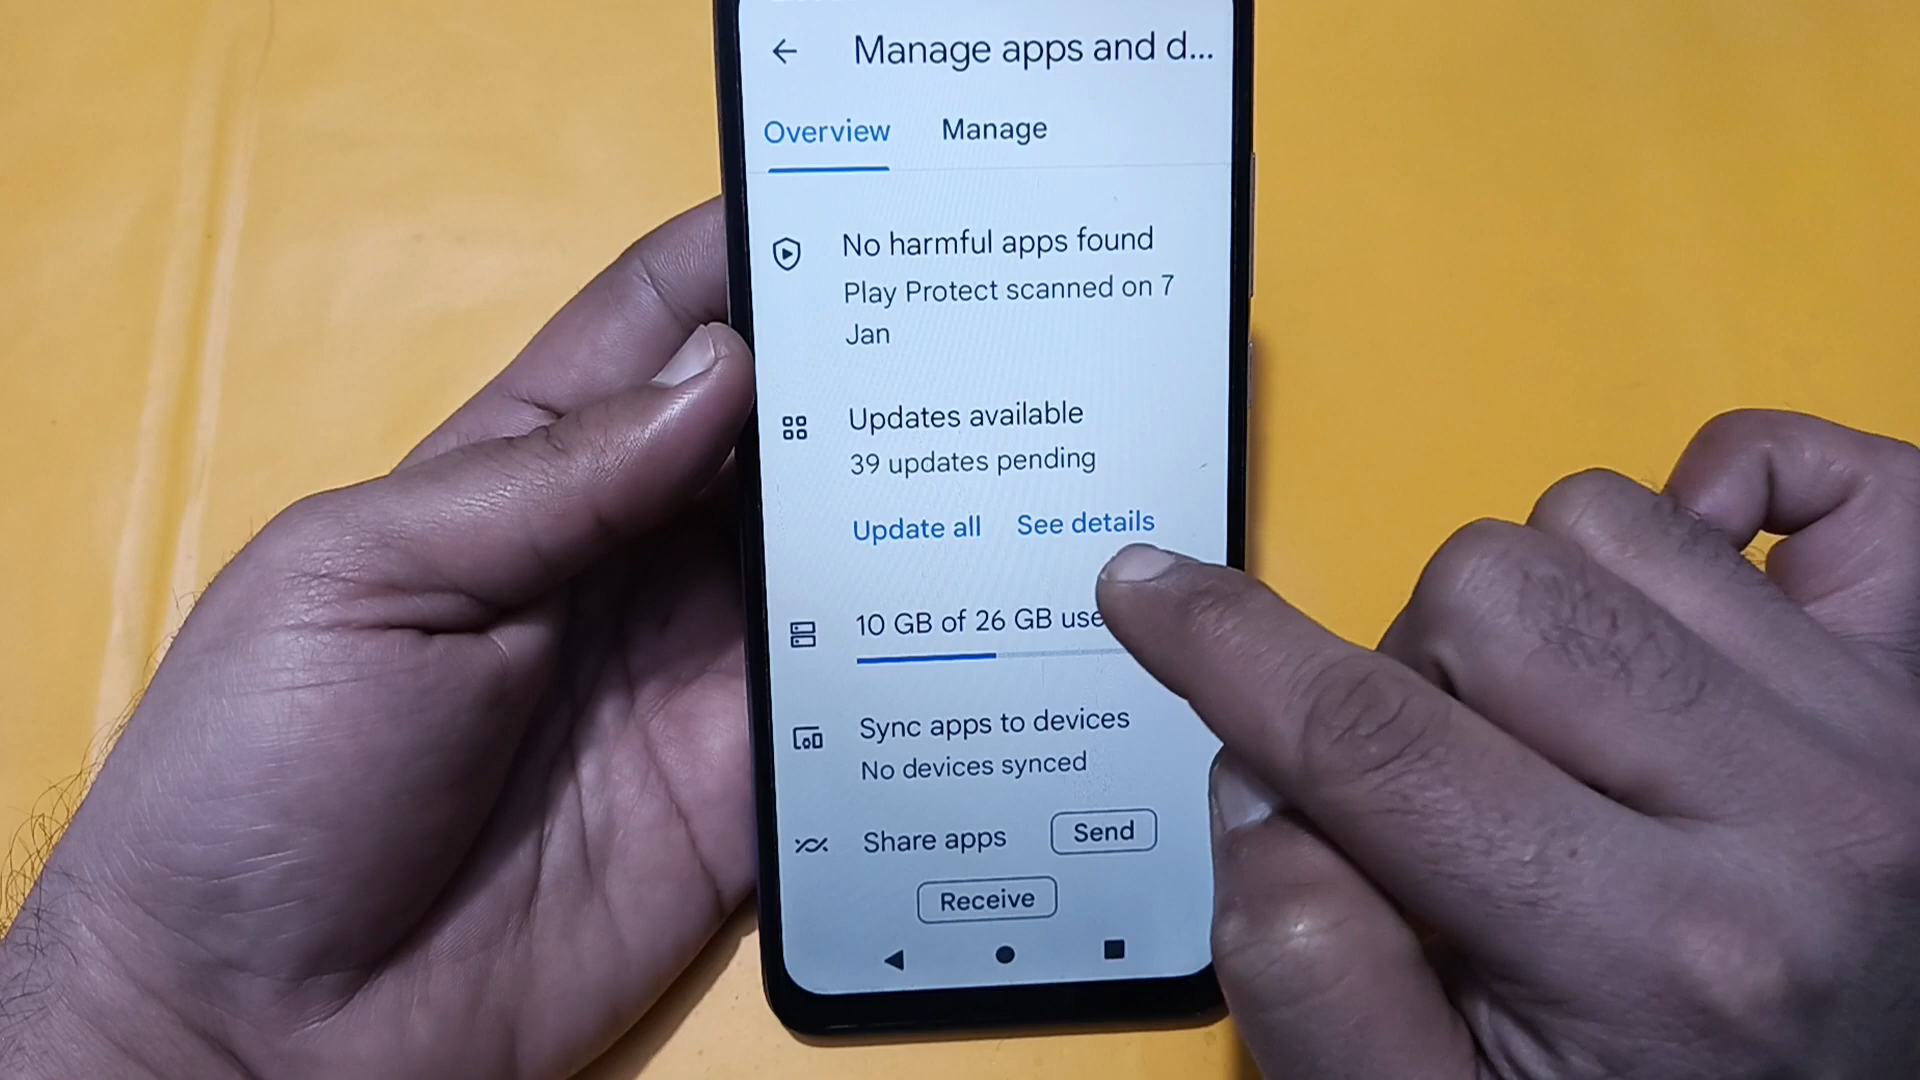 Manage apps and d...
Overview Manage
No harmful apps found
Play Protect scanned on 7
Jan
Updates available
39 updates pending
Update all See details
10 GB of 26 GB use
Sync apps to devices
No devices synced
Share apps Send
Receive